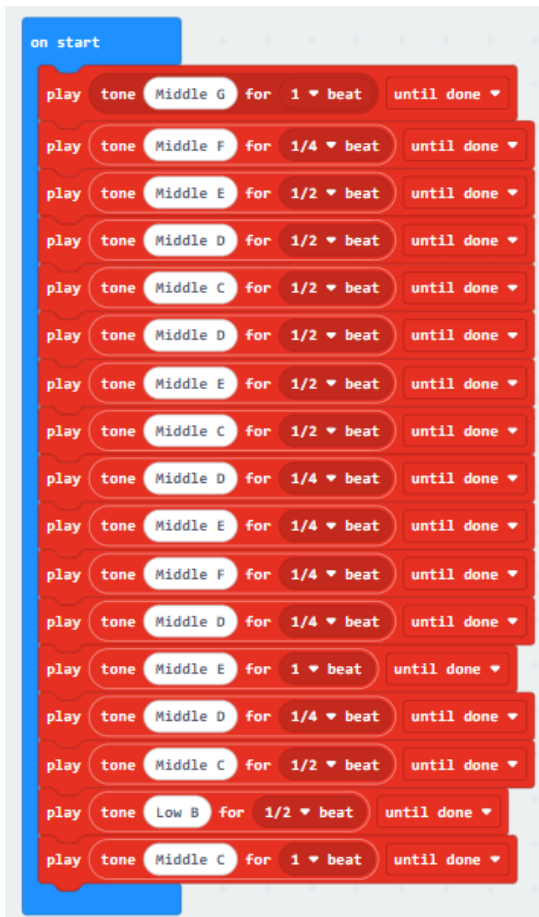 on start
play tone Middle G for 1 beat until done
play tone Middle F for 1/4 beat until done
play tone Middle E for 1/2 beat until done
play tone Middle D for 1/2 beat until done
play tone Middle C for 1/2 beat until done
play tone Middle D for 1/2 beat until done
play tone Middle E for 1/2 beat until done
play tone Middle C for 1/2 beat until done
play tone Middle D for 1/4 beat until done
play tone Middle E for 1/4 beat until done
play tone Middle F for 1/4 beat until done
play tone Middle D for 1/4 beat until done
play tone Middle E for 1 beat until done
play tone Middle D for 1/4 beat until done
play tone Middle C for 1/2 beat until done
play tone Low B for 1/2 beat until done
play tone Middle C for 1 beat until done